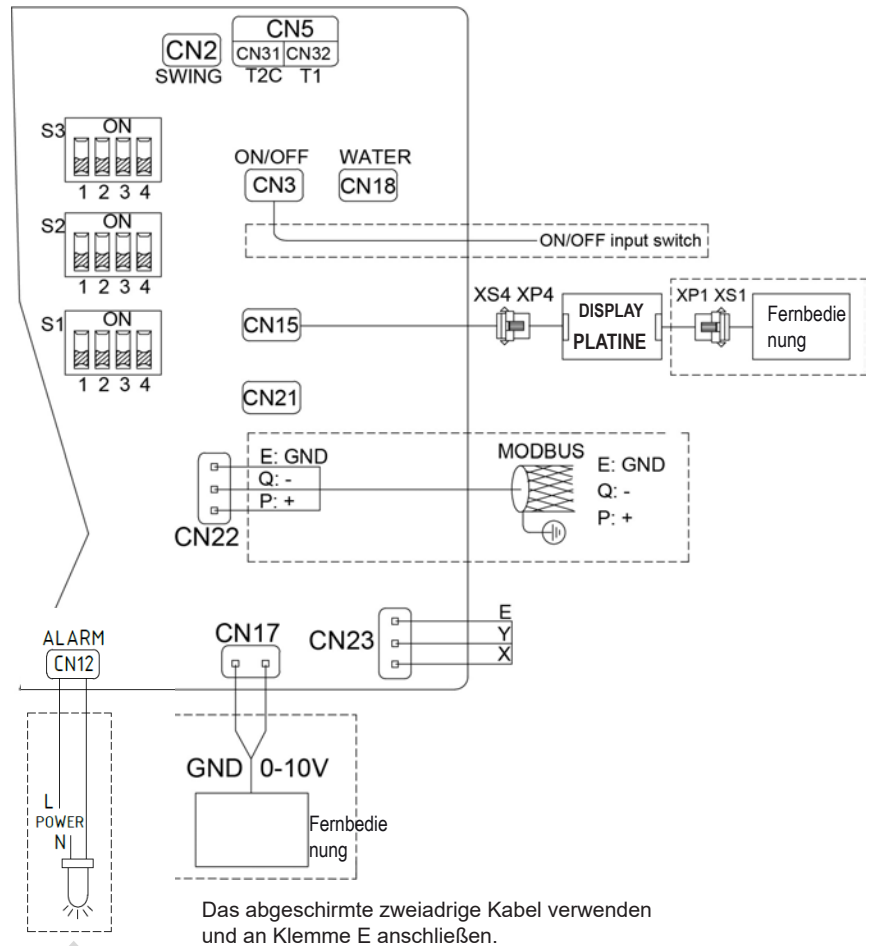 CN5
CN2
CN31 CN32
SWING T2C T1
S3 ON
1 2 3 4
ON/OFF WATER
CN3 CN18
S2 ON
1 2 3 4
ON/OFF input switch
XS4 XP4
XP1 XS1
S1 ON
1 2 3 4
CN15
DISPLAY
PLATINE
Fernbedie
nung
CN21
E: GND
Q: -
P: +
CN22
MODBUS
E: GND
Q: -
P: +
ALARM
CN12
CN17
CN23
E
Y
X
GND 0-10V
L
POWER
N
Fernbedie
nung
Das abgeschirmte zweiadrige Kabel verwenden
und an Klemme E anschließen.